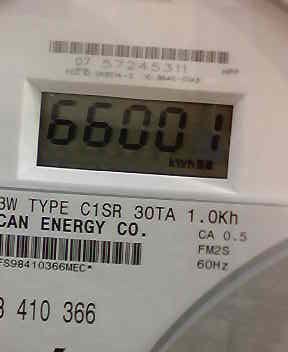 07 57245311
66001
kWh
3W TYPE C1SR 30TA 1.0Kh
CAN ENERGY CO.
CA 0.5
FM2S
60Hz
FS98410366MEC*
410 366